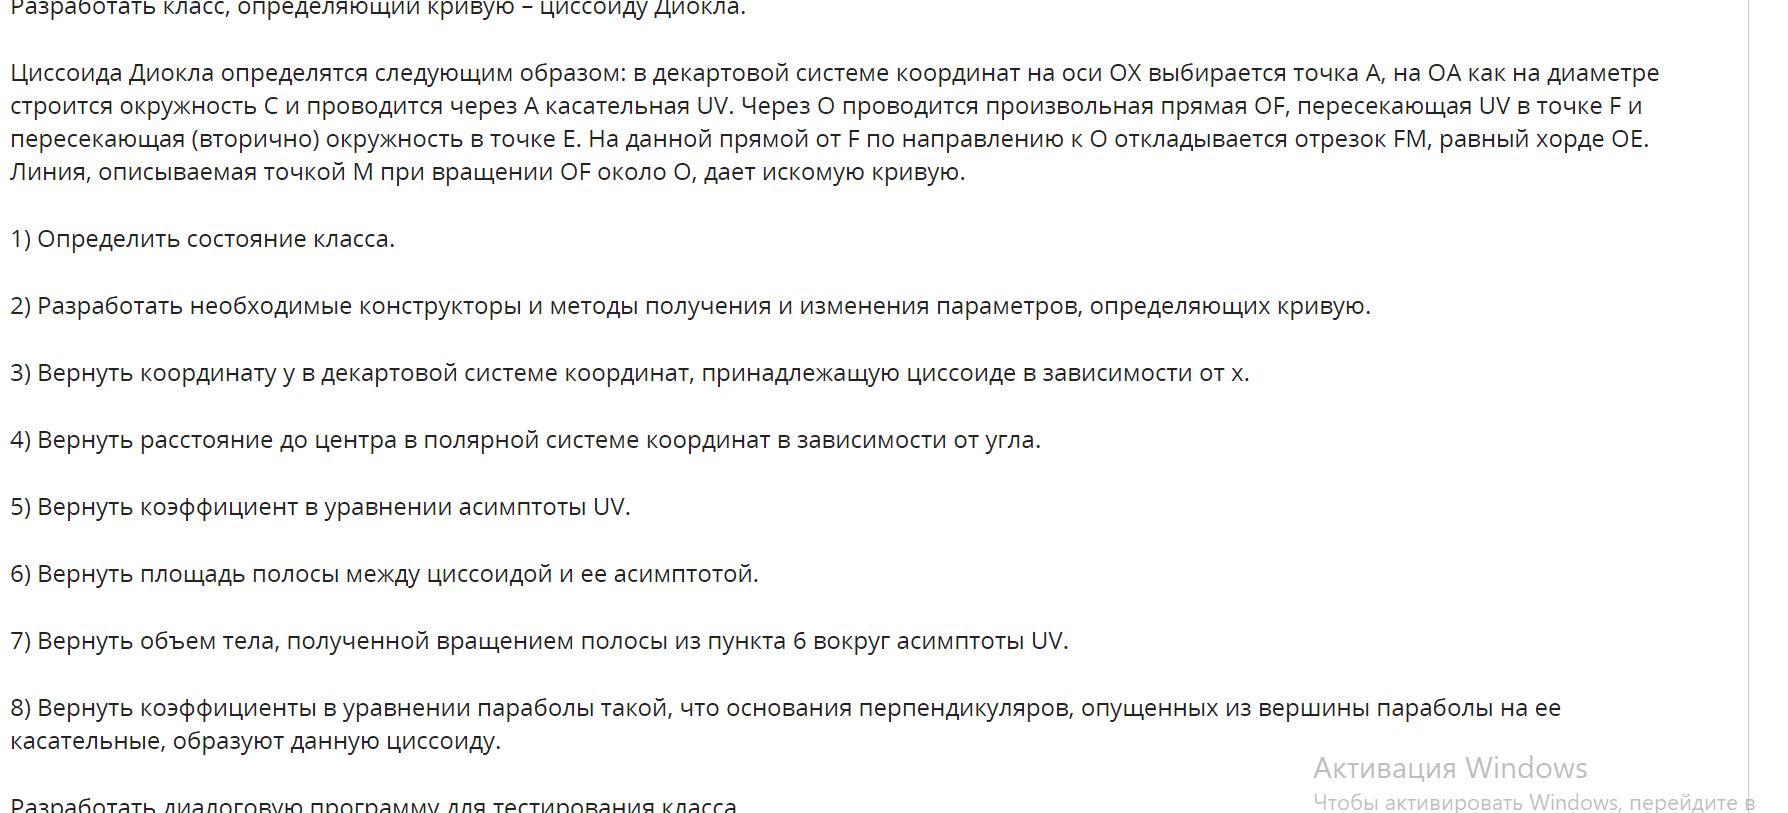 Разработать класс, определяющий кривую – циссоиду Диокла.
Циссоида Диокла определятся следующим образом: в декартовой системе координат на оси OX выбирается точка A, на OA как на диаметре
строится окружность C и проводится через A касательная UV. Через O проводится произвольная прямая OF, пересекающая UV в точке F и
пересекающая (вторично) окружность в точке E. На данной прямой от F по направлению к O откладывается отрезок FM, равный хорде OE.
Линия, описываемая точкой M при вращении OF около O, дает искомую кривую.
1) Определить состояние класса.
2) Разработать необходимые конструкторы и методы получения и изменения параметров, определяющих кривую.
3) Вернуть координату y в декартовой системе координат, принадлежащую циссоиде в зависимости от x.
4) Вернуть расстояние до центра в полярной системе координат в зависимости от угла.
5) Вернуть коэффициент в уравнении асимптоты UV.
6) Вернуть площадь полосы между циссоидой и ее асимптотой.
7) Вернуть объем тела, полученной вращением полосы из пункта 6 вокруг асимптоты UV.
8) Вернуть коэффициенты в уравнении параболы такой, что основания перпендикуляров, опущенных из вершины параболы на ее
касательные, образуют данную циссоиду.
Активация Windows
Чтобы активировать Windows, перейдите в
Разработать диалоговую программу для тестирования класса